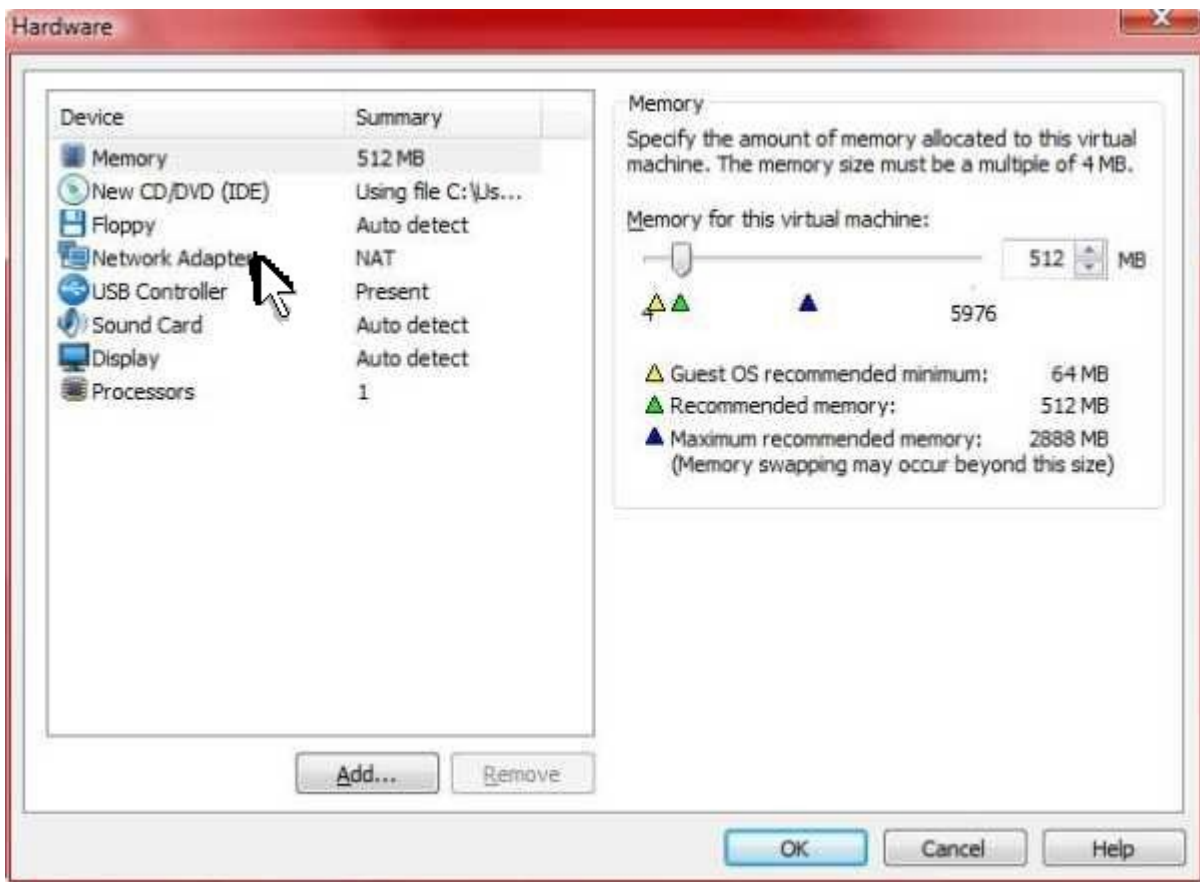 Hardware
Device Summary
Memory 512 MB
New CD/DVD (IDE) Using file C:\Us...
Floppy Auto detect
Network Adapter NAT
USB Controller Present
Sound Card Auto detect
Display Auto detect
Processors 1
Add... Remove
Memory
Specify the amount of memory allocated to this virtual
machine. The memory size must be a multiple of 4 MB.
Memory for this virtual machine:
512 MB
4 5976
Guest OS recommended minimum: 64 MB
Recommended memory: 512 MB
Maximum recommended memory: 2888 MB
(Memory swapping may occur beyond this size)
OK Cancel Help